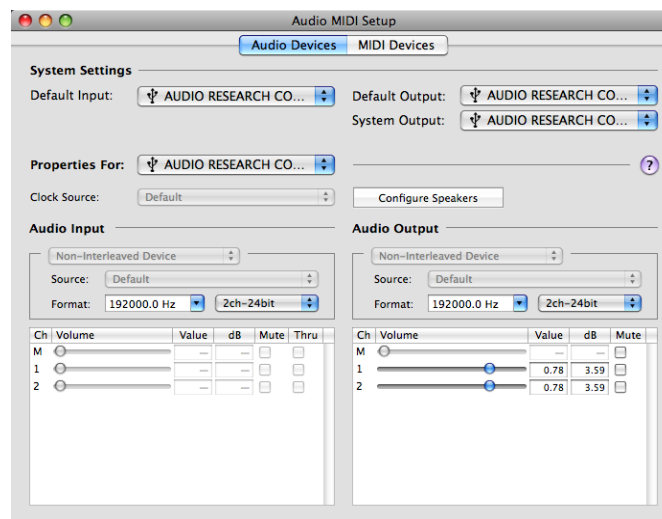 Audio MIDI Setup
Audio Devices MIDI Devices
System Settings
Default Input: AUDIO RESEARCH CO... Default Output: AUDIO RESEARCH CO...
System Output: AUDIO RESEARCH CO...
Properties For: AUDIO RESEARCH CO... ?
Clock Source: Default Configure Speakers
Audio Input Audio Output
Non-Interleaved Device Non-Interleaved Device
Source: Default Source: Default
Format: 192000.0 Hz 2ch-24bit Format: 192000.0 Hz 2ch-24bit
Ch Volume Value dB Mute Thru Ch Volume Value dB Mute
M — — M — —
1 — — 1 0.78 3.59
2 — — 2 0.78 3.59